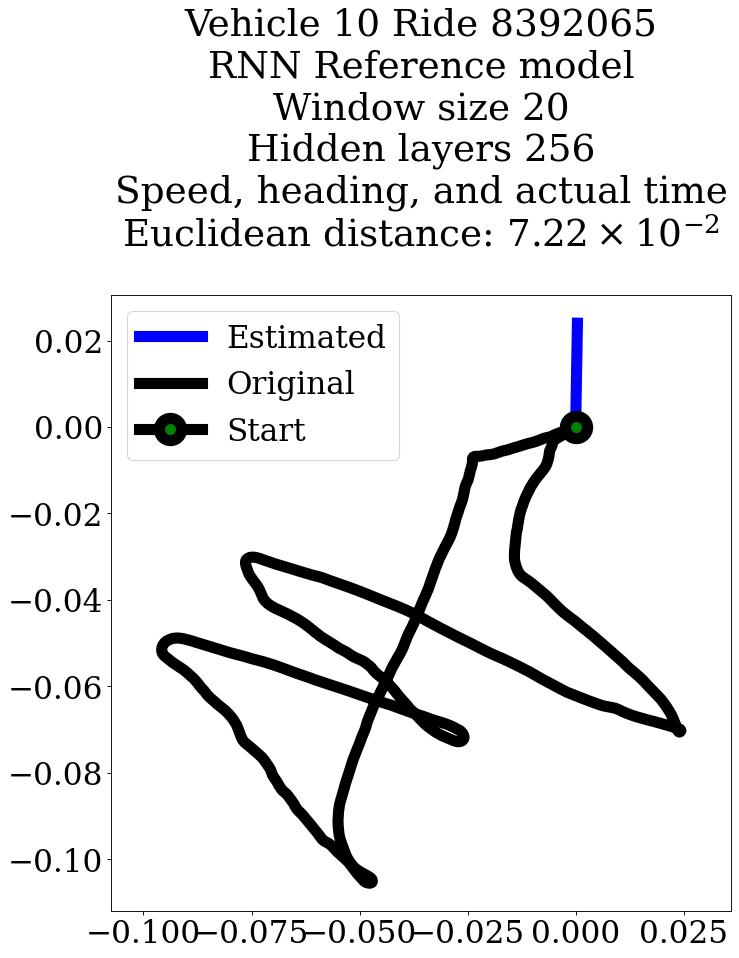 Vehicle 10 Ride 8392065
RNN Reference model
Window size 20
Hidden layers 256
Speed, heading, and actual time
Euclidean distance: 7.22 × 10⁻²
Estimated
Original
Start
0.02
0.00
−0.02
−0.04
−0.06
−0.08
−0.10
−0.100 −0.075 −0.050 −0.025 0.000 0.025